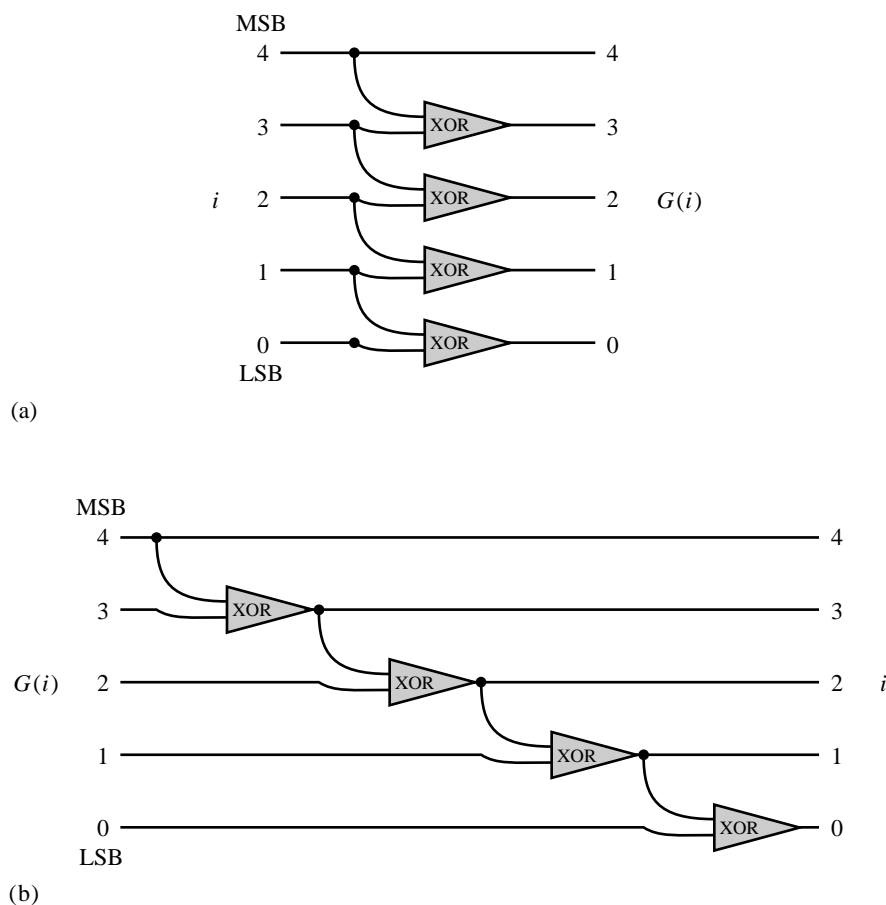 MSB
4 4
XOR
3 3
XOR
i 2 2 G(i)
XOR
1 1
XOR
0 0
LSB
(a)
MSB
4 4
XOR
3 3
XOR
G(i) 2 2 i
XOR
1 1
XOR
0 0
LSB
(b)